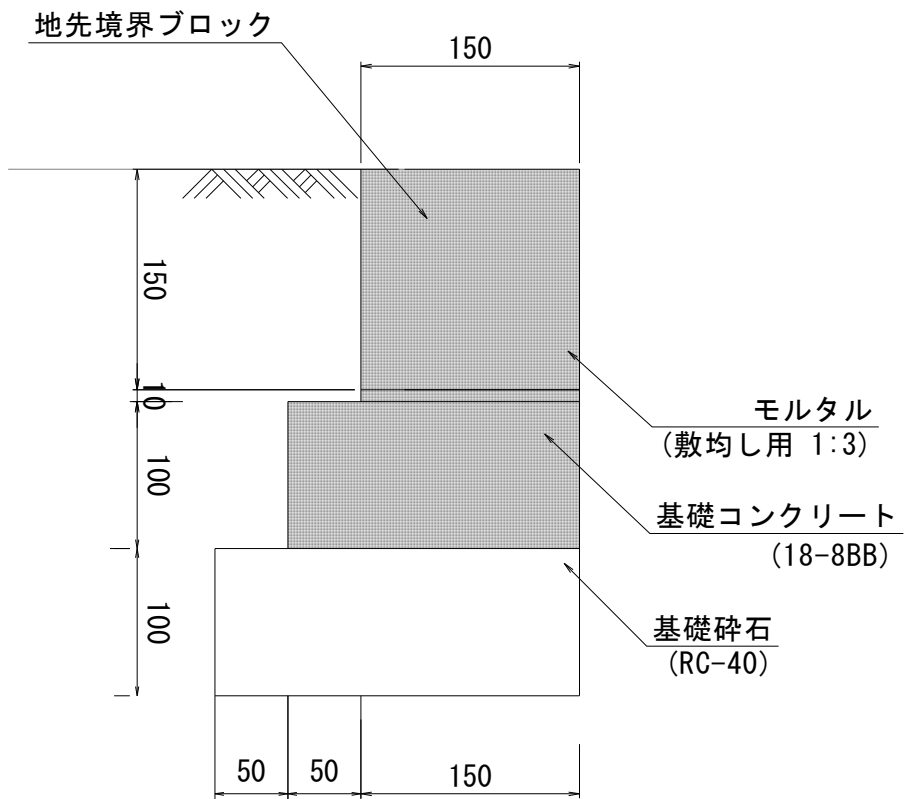 地先境界ブロック
150
150
10
100
100
モルタル
(敷均し用 1:3)
基礎コンクリート
(18-8BB)
基礎砕石
(RC-40)
50
50
150